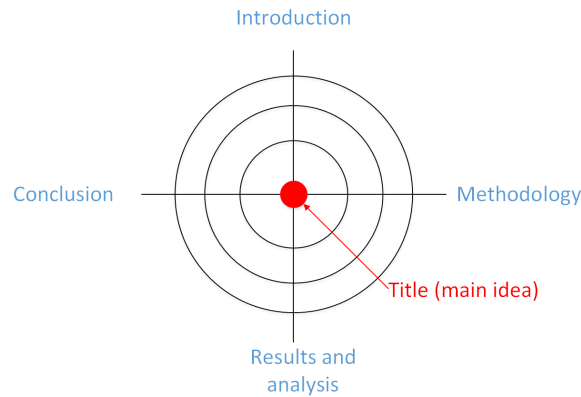 Introduction
Conclusion
Methodology
Title (main idea)
Results and
analysis